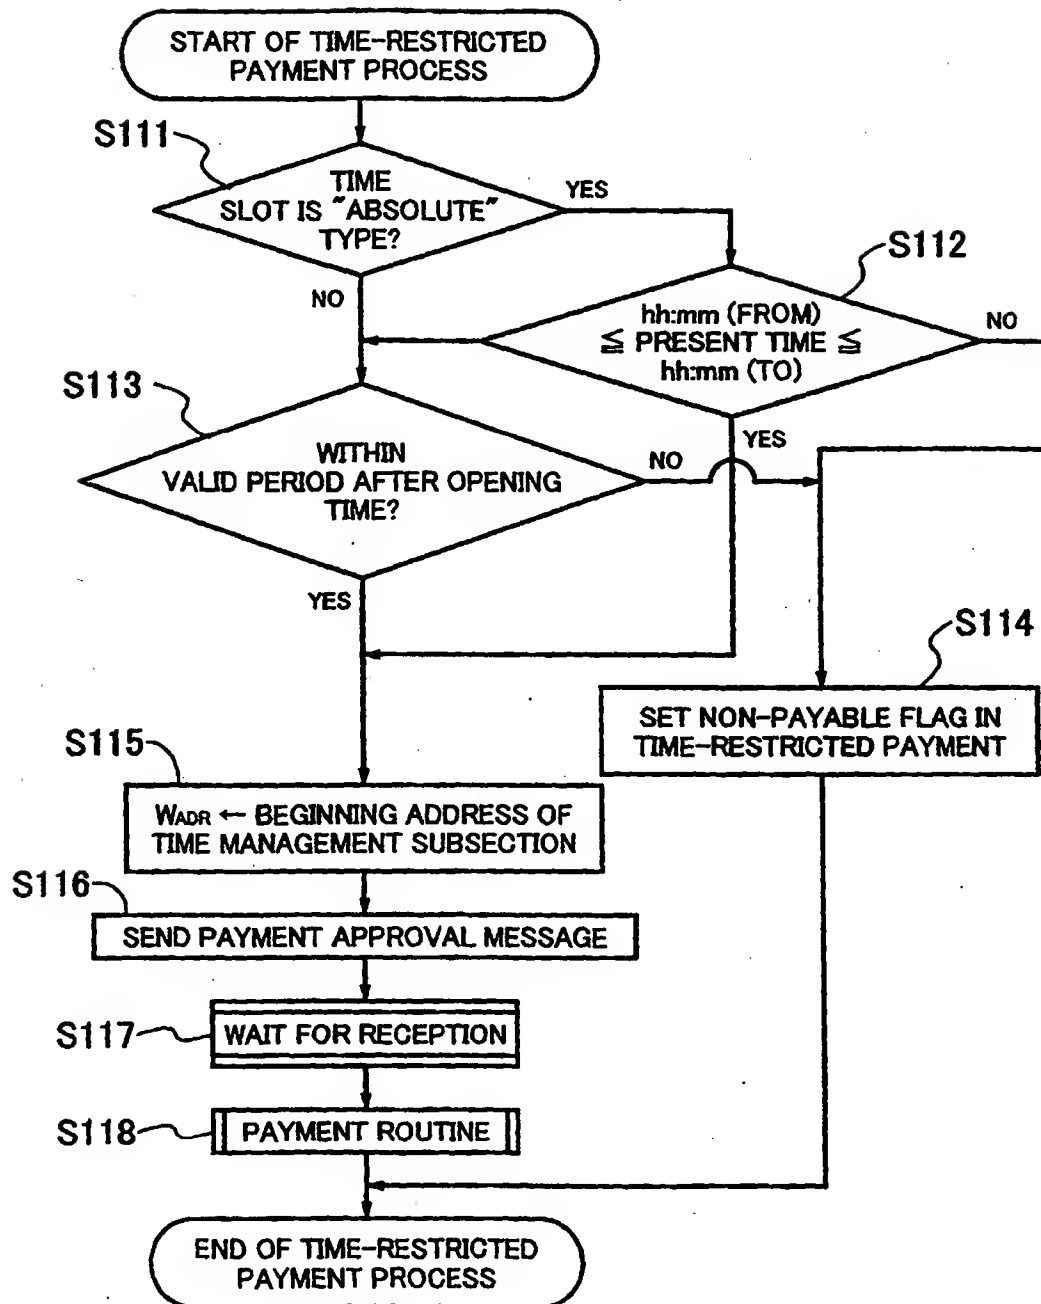 START OF TIME-RESTRICTED
PAYMENT PROCESS
S111
TIME
SLOT IS "ABSOLUTE"
TYPE?
YES
NO
S112
hh:mm (FROM)
≦ PRESENT TIME ≦
hh:mm (TO)
NO
YES
S113
WITHIN
VALID PERIOD AFTER OPENING
TIME?
NO
YES
S114
SET NON-PAYABLE FLAG IN
TIME-RESTRICTED PAYMENT
S115
WADR ← BEGINNING ADDRESS OF
TIME MANAGEMENT SUBSECTION
S116
SEND PAYMENT APPROVAL MESSAGE
S117
WAIT FOR RECEPTION
S118
PAYMENT ROUTINE
END OF TIME-RESTRICTED
PAYMENT PROCESS